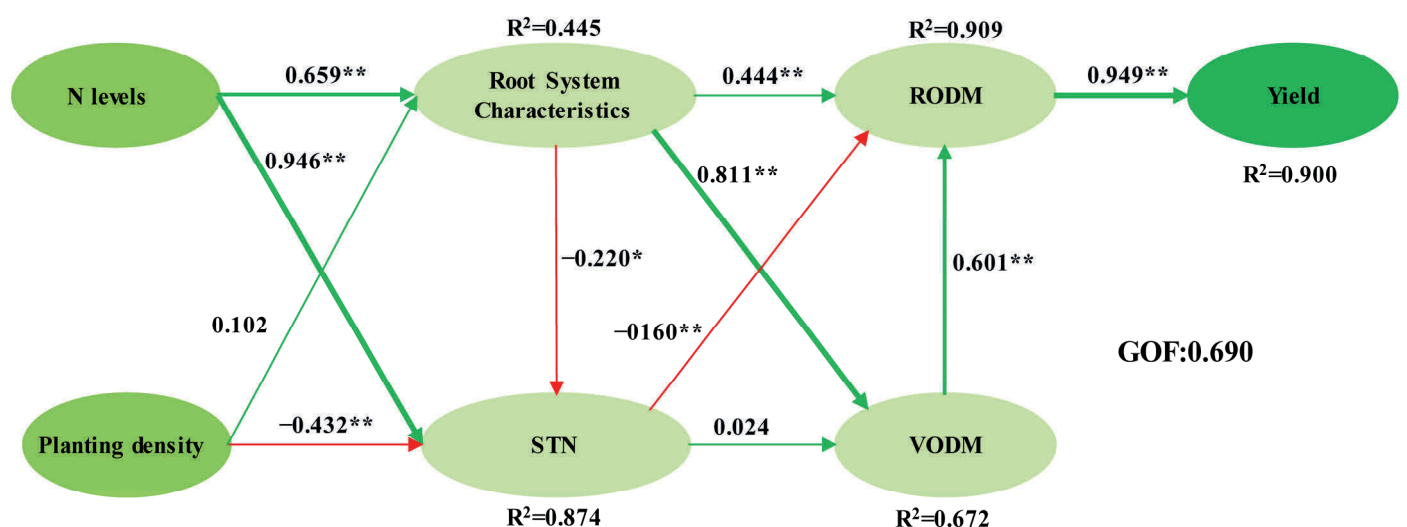 R²=0.445
R²=0.909
N levels
0.659**
Root System
Characteristics
0.444**
RODM
0.949**
Yield
R²=0.900
0.946**
0.811**
−0.220*
0.601**
0.102
−0160**
GOF:0.690
Planting density
−0.432**
STN
0.024
VODM
R²=0.874
R²=0.672